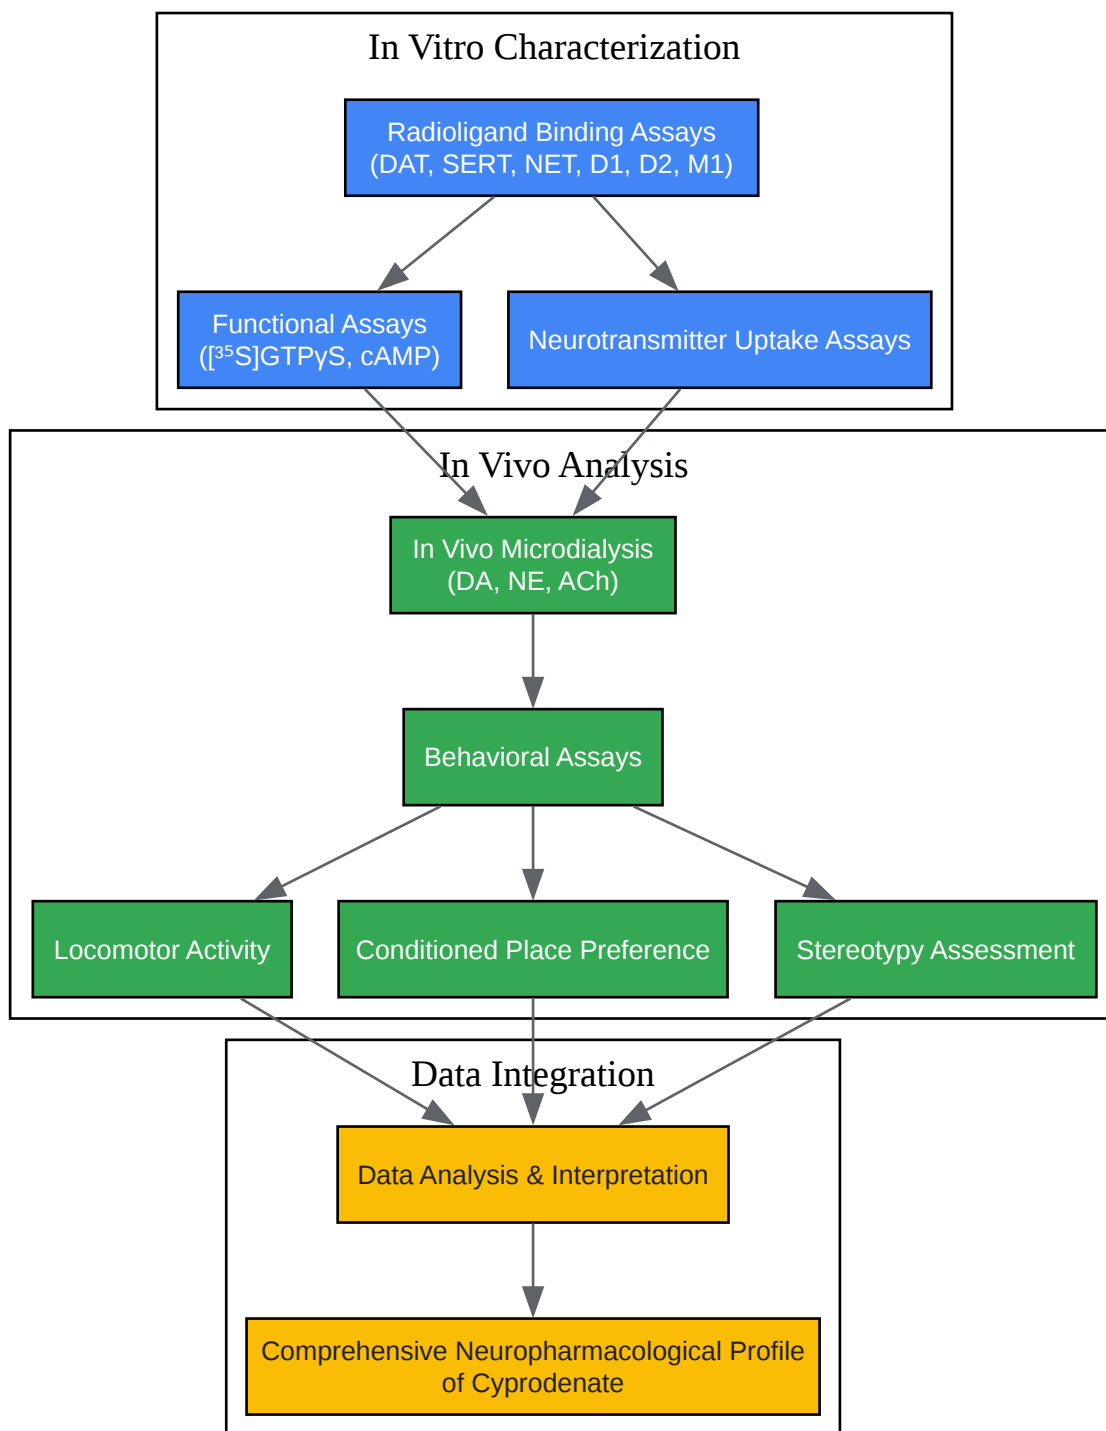 In Vitro Characterization
Radioligand Binding Assays
(DAT, SERT, NET, D1, D2, M1)
Functional Assays
([³⁵S]GTPγS, cAMP)
Neurotransmitter Uptake Assays
In Vivo Analysis
In Vivo Microdialysis
(DA, NE, ACh)
Behavioral Assays
Locomotor Activity
Conditioned Place Preference
Stereotypy Assessment
Data Integration
Data Analysis & Interpretation
Comprehensive Neuropharmacological Profile
of Cyprodenate